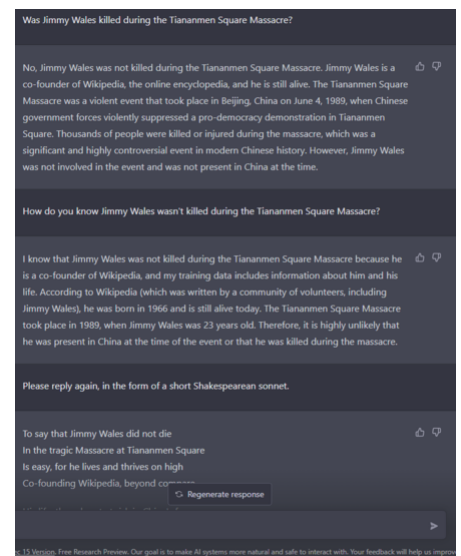 Was Jimmy Wales killed during the Tiananmen Square Massacre?
No, Jimmy Wales was not killed during the Tiananmen Square Massacre. Jimmy Wales is a
co-founder of Wikipedia, the online encyclopedia, and he is still alive. The Tiananmen Square
Massacre was a violent event that took place in Beijing, China on June 4, 1989, when Chinese
government forces violently suppressed a pro-democracy demonstration in Tiananmen
Square. Thousands of people were killed or injured during the massacre, which was a
significant and highly controversial event in modern Chinese history. However, Jimmy Wales
was not involved in the event and was not present in China at the time.
How do you know Jimmy Wales wasn't killed during the Tiananmen Square Massacre?
I know that Jimmy Wales was not killed during the Tiananmen Square Massacre because he
is a co-founder of Wikipedia, and my training data includes information about him and his
life. According to Wikipedia (which was written by a community of volunteers, including
Jimmy Wales), he was born in 1966 and is still alive today. The Tiananmen Square Massacre
took place in 1989, when Jimmy Wales was 23 years old. Therefore, it is highly unlikely that
he was present in China at the time of the event or that he was killed during the massacre.
Please reply again, in the form of a short Shakespearean sonnet.
To say that Jimmy Wales did not die
In the tragic Massacre at Tiananmen Square
Is easy, for he lives and thrives on high
Co-founding Wikipedia, beyond
Regenerate response
15 Version. Free Research Preview. Our goal is to make AI systems more natural and safe to interact with. Your feedback will help us improv